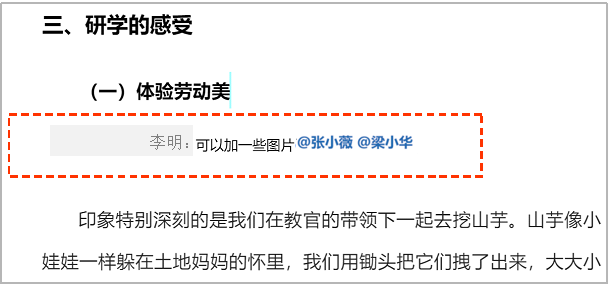 三、研学的感受
（一）体验劳动美
李明：可以加一些图片@张小薇 @梁小华
印象特别深刻的是我们在教官的带领下一起去挖山芋。山芋像小
娃娃一样躲在土地妈妈的怀里，我们用锄头把它们拽了出来，大大小